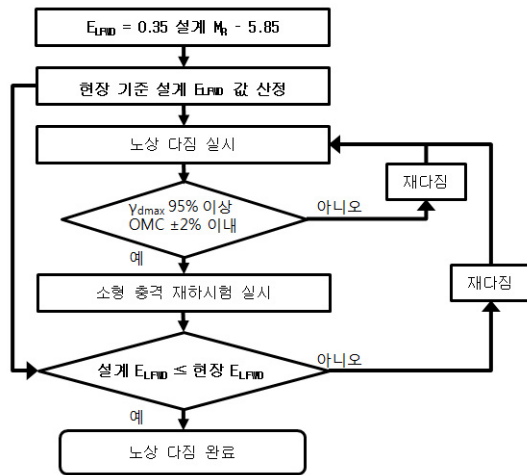 E_LFWD = 0.35 설계 M_R - 5.85
현장 기준 설계 E_LFWD 값 산정
노상 다짐 실시
γdmax 95% 이상
OMC ±2% 이내
아니오
재다짐
예
소형 충격 재하시험 실시
재다짐
설계 E_LFWD ≤ 현장 E_LFWD
아니오
예
노상 다짐 완료